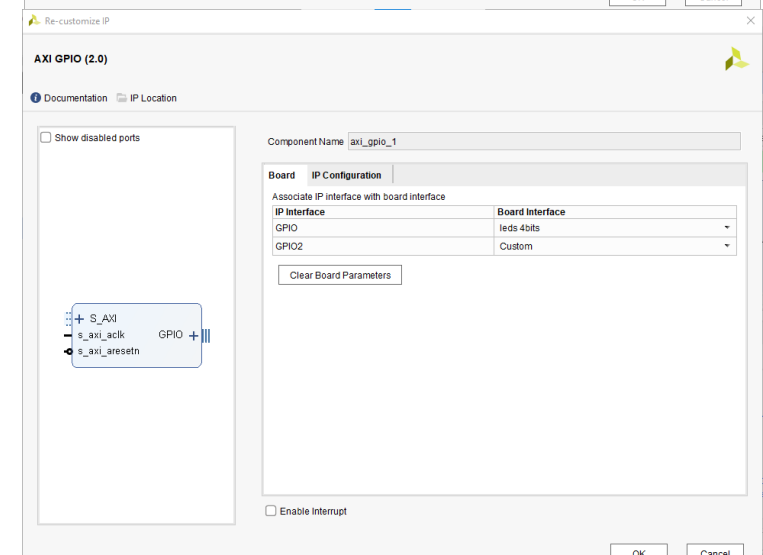 Re-customize IP
AXI GPIO (2.0)
Documentation IP Location
Show disabled ports
S_AXI
s_axi_aclk GPIO
s_axi_aresetn
Component Name axi_gpio_1
Board IP Configuration
Associate IP interface with board interface
IP Interface Board Interface
GPIO leds 4bits
GPIO2 Custom
Clear Board Parameters
Enable Interrupt
OK Cancel